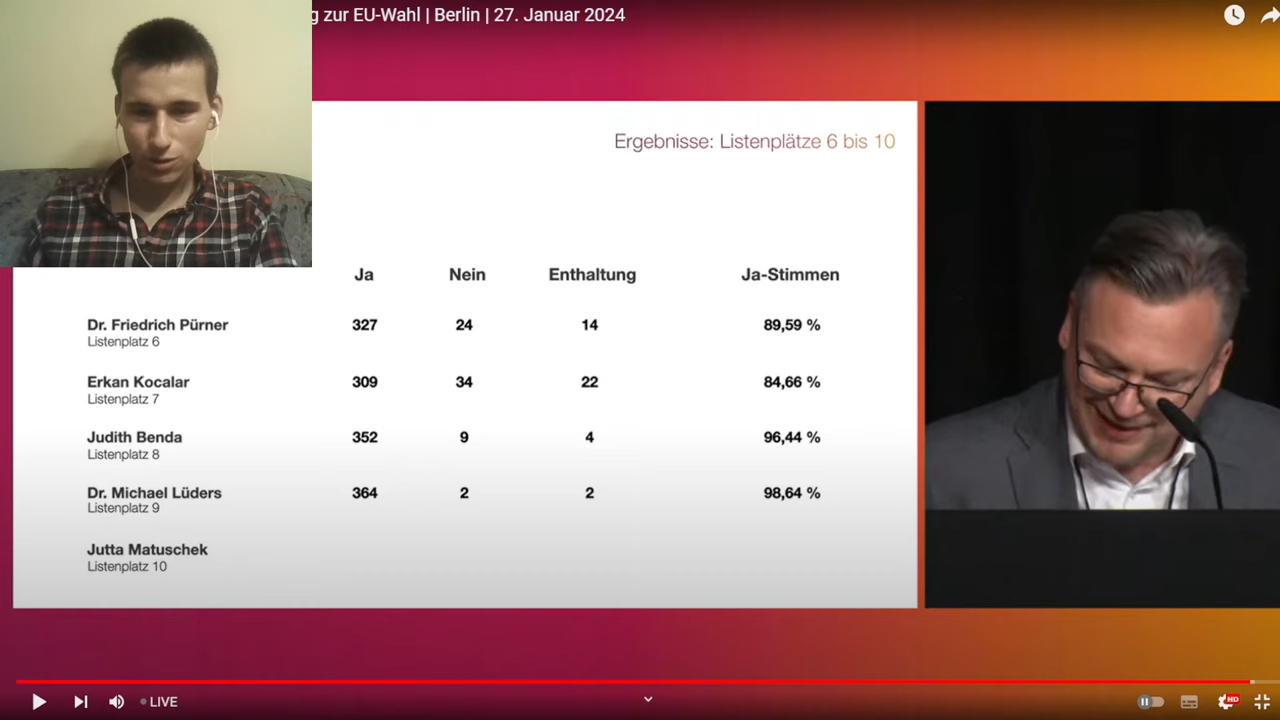 zur EU-Wahl | Berlin | 27. Januar 2024
Ergebnisse: Listenplätze 6 bis 10
Ja Nein Enthaltung Ja-Stimmen
Dr. Friedrich Pürner 327 24 14 89,59 %
Listenplatz 6
Erkan Kocalar 309 34 22 84,66 %
Listenplatz 7
Judith Benda 352 9 4 96,44 %
Listenplatz 8
Dr. Michael Lüders 364 2 2 98,64 %
Listenplatz 9
Jutta Matuschek
Listenplatz 10
LIVE HD